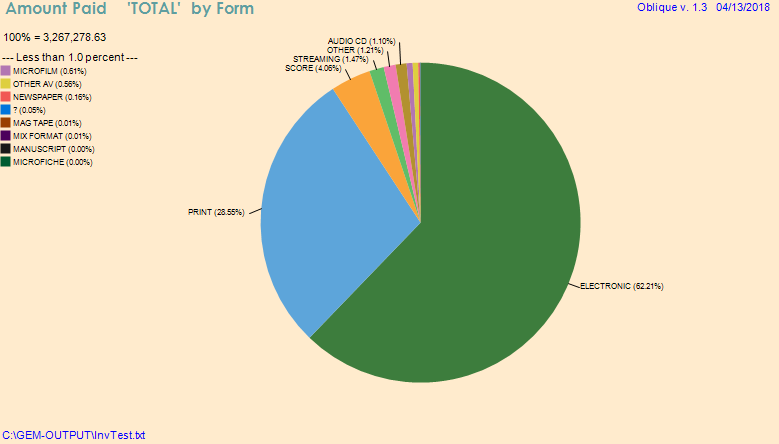 Amount Paid 'TOTAL' by Form
Oblique v. 1.3 04/13/2018
100% = 3,267,278.63
--- Less than 1.0 percent ---
MICROFILM (0.61%)
OTHER AV (0.56%)
NEWSPAPER (0.16%)
? (0.05%)
MAG TAPE (0.01%)
MIX FORMAT (0.01%)
MANUSCRIPT (0.00%)
MICROFICHE (0.00%)
AUDIO CD (1.10%)
OTHER (1.21%)
STREAMING (1.47%)
SCORE (4.06%)
PRINT (28.55%)
ELECTRONIC (62.21%)
C:\GEM-OUTPUT\InvTest.txt